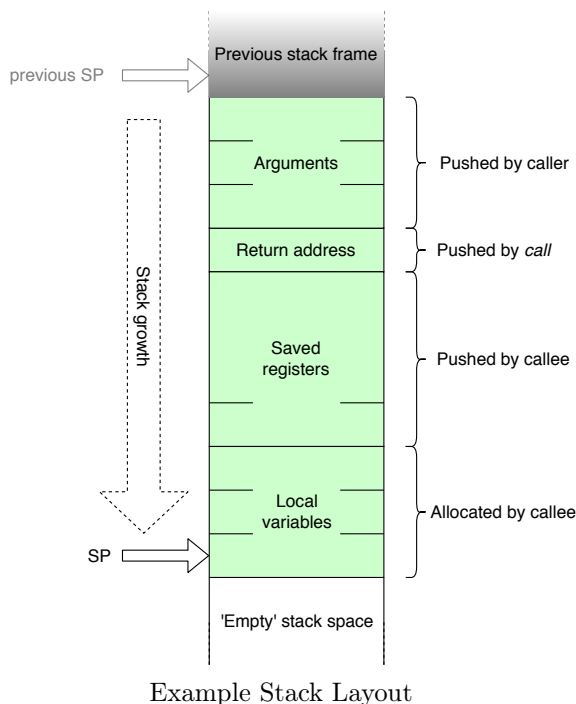 Previous stack frame
previous SP
Arguments
Pushed by caller
Return address
Pushed by call
Stack growth
Saved
registers
Pushed by callee
Local
variables
Allocated by callee
SP
'Empty' stack space
Example Stack Layout